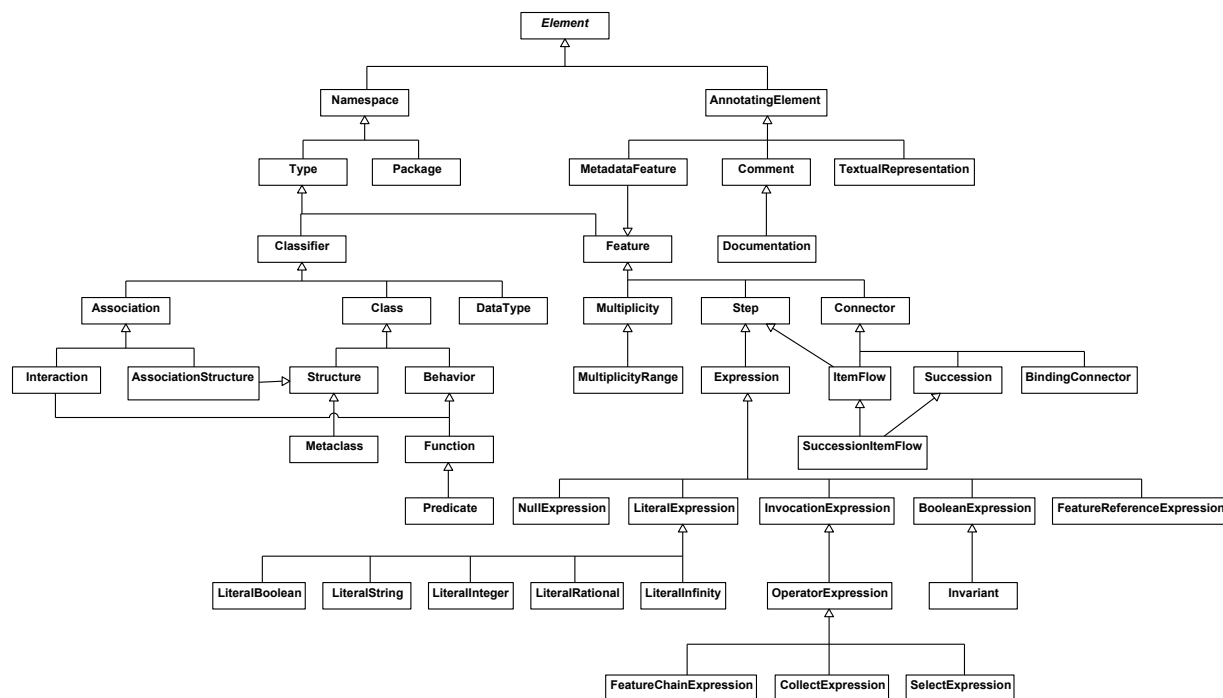 Element
Namespace
AnnotatingElement
Type
Package
MetadataFeature
Comment
TextualRepresentation
Classifier
Feature
Documentation
Association
Class
DataType
Multiplicity
Step
Connector
Interaction
AssociationStructure
Structure
Behavior
MultiplicityRange
Expression
ItemFlow
Succession
BindingConnector
Metaclass
Function
SuccessionItemFlow
Predicate
NullExpression
LiteralExpression
InvocationExpression
BooleanExpression
FeatureReferenceExpression
LiteralBoolean
LiteralString
LiteralInteger
LiteralRational
LiteralInfinity
OperatorExpression
Invariant
FeatureChainExpression
CollectExpression
SelectExpression